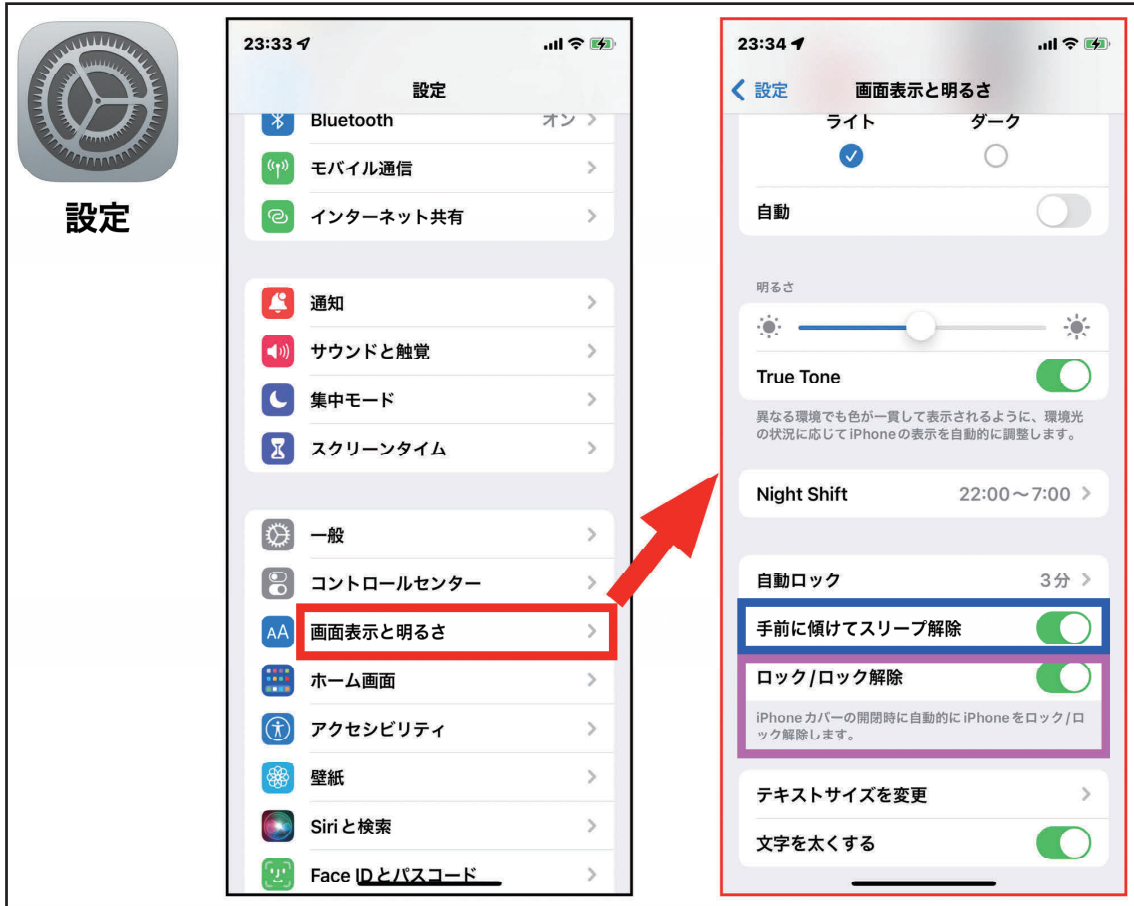 設定
23:33
設定
Bluetooth オン
モバイル通信
インターネット共有
通知
サウンドと触覚
集中モード
スクリーンタイム
一般
コントロールセンター
AA 画面表示と明るさ
ホーム画面
アクセシビリティ
壁紙
Siriと検索
Face IDとパスコード
23:34
設定 画面表示と明るさ
ライト ダーク
自動
明るさ
True Tone
異なる環境でも色が一貫して表示されるように、環境光
の状況に応じてiPhoneの表示を自動的に調整します。
Night Shift 22:00~7:00
自動ロック 3分
手前に傾けてスリープ解除
ロック/ロック解除
iPhoneカバーの開閉時に自動的にiPhoneをロック/ロ
ック解除します。
テキストサイズを変更
文字を太くする